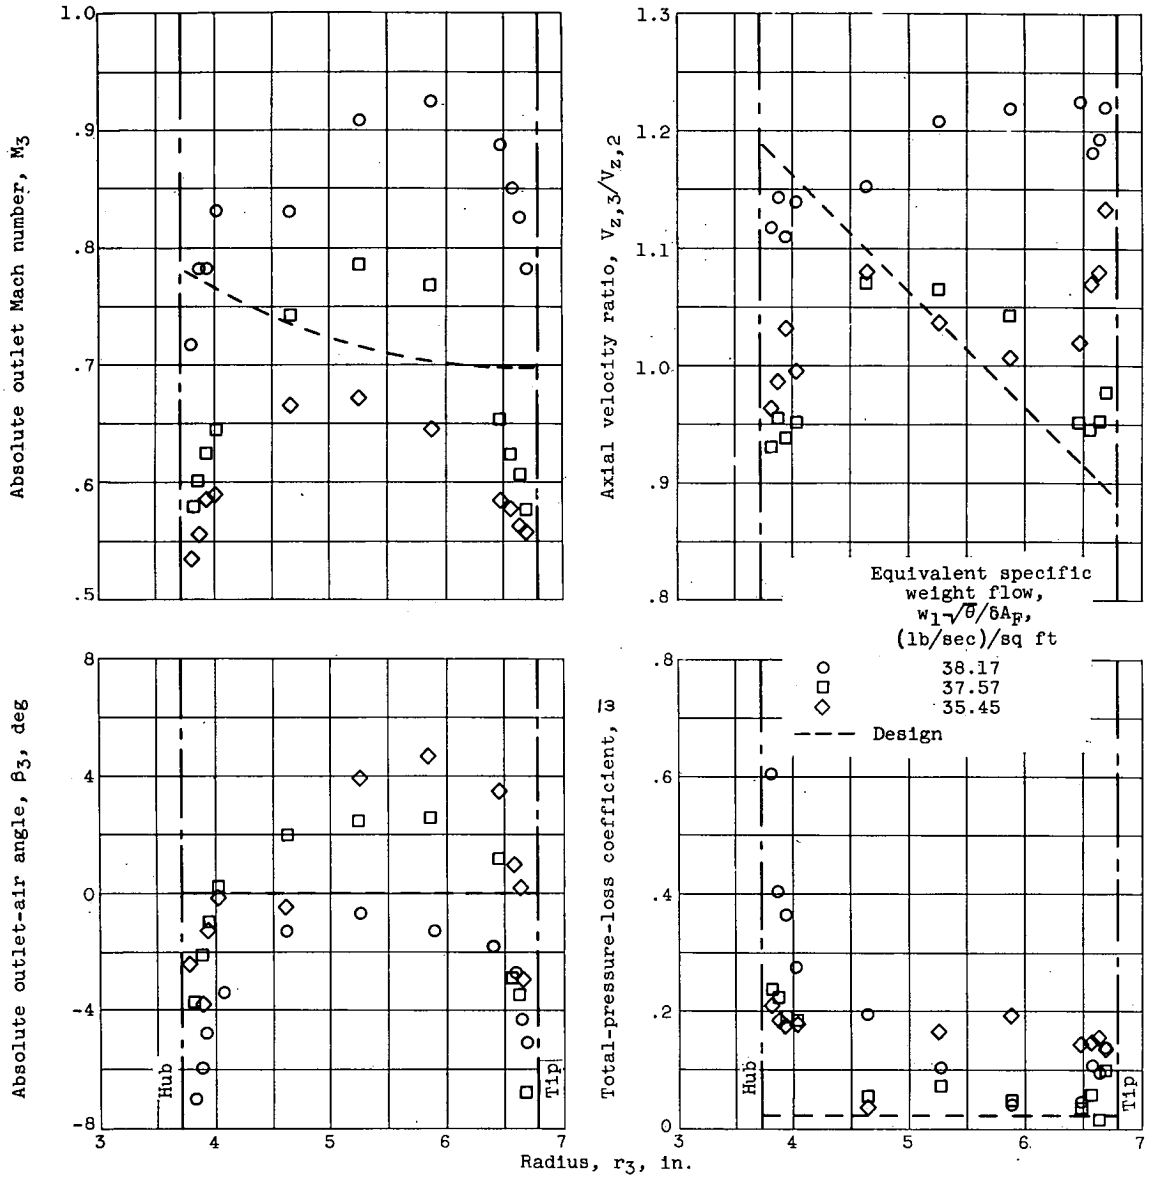 Absolute outlet Mach number, M3
1.0
.9
.8
.7
.6
.5
Axial velocity ratio, Vz,3/Vz,2
1.3
1.2
1.1
1.0
.9
.8
Equivalent specific
weight flow,
w1√θ/δAF,
(lb/sec)/sq ft
38.17
37.57
35.45
Design
Absolute outlet-air angle, β3, deg
8
4
0
-4
-8
Hub
Tip
3 4 5 6 7
Total-pressure-loss coefficient, ω̄
.8
.6
.4
.2
0
Hub
Tip
3 4 5 6 7
Radius, r3, in.